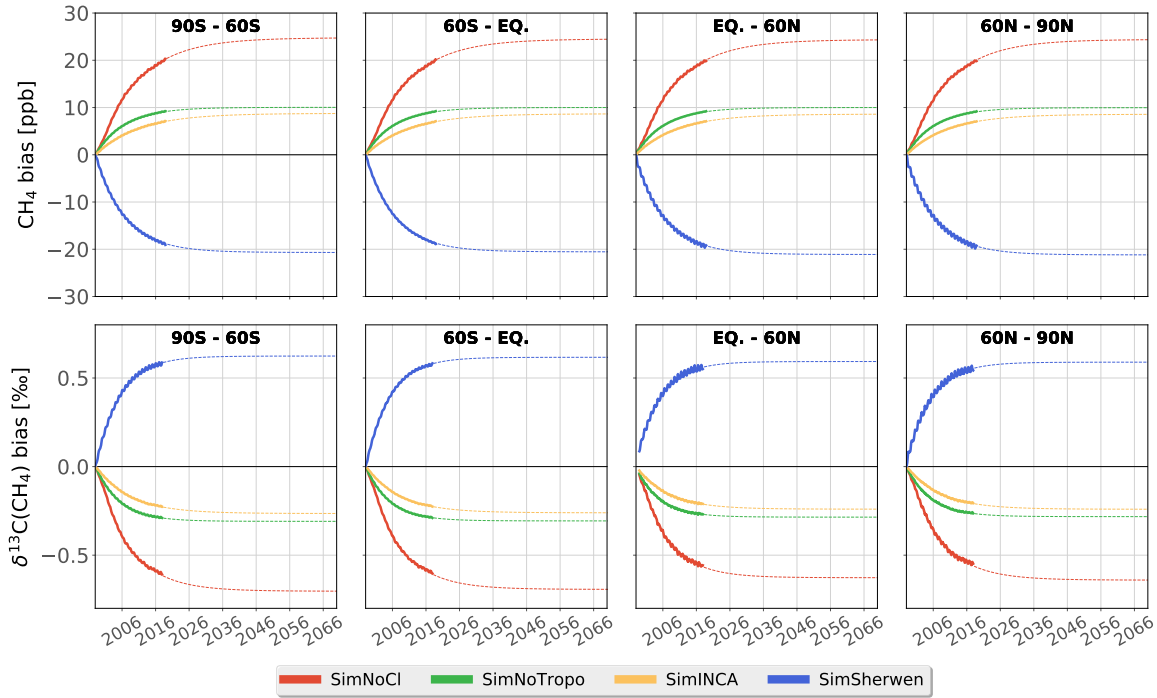 90S - 60S
60S - EQ.
EQ. - 60N
60N - 90N
CH₄ bias [ppb]
30
20
10
0
−10
−20
−30
90S - 60S
60S - EQ.
EQ. - 60N
60N - 90N
δ¹³C(CH₄) bias [‰]
0.5
0.0
−0.5
2006 2016 2026 2036 2046 2056 2066
2006 2016 2026 2036 2046 2056 2066
2006 2016 2026 2036 2046 2056 2066
2006 2016 2026 2036 2046 2056 2066
SimNoCl SimNoTropo SimINCA SimSherwen